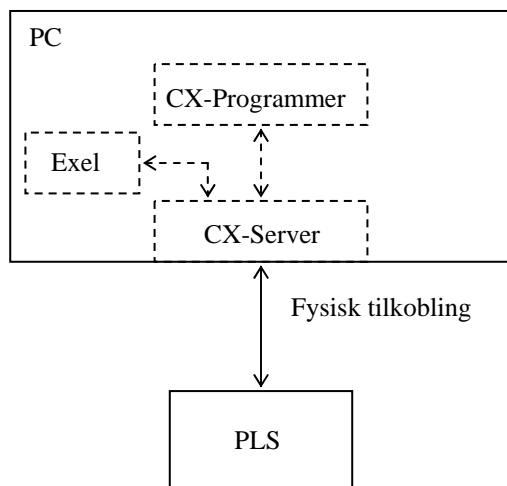 PC
CX-Programmer
Exel
CX-Server
Fysisk tilkobling
PLS